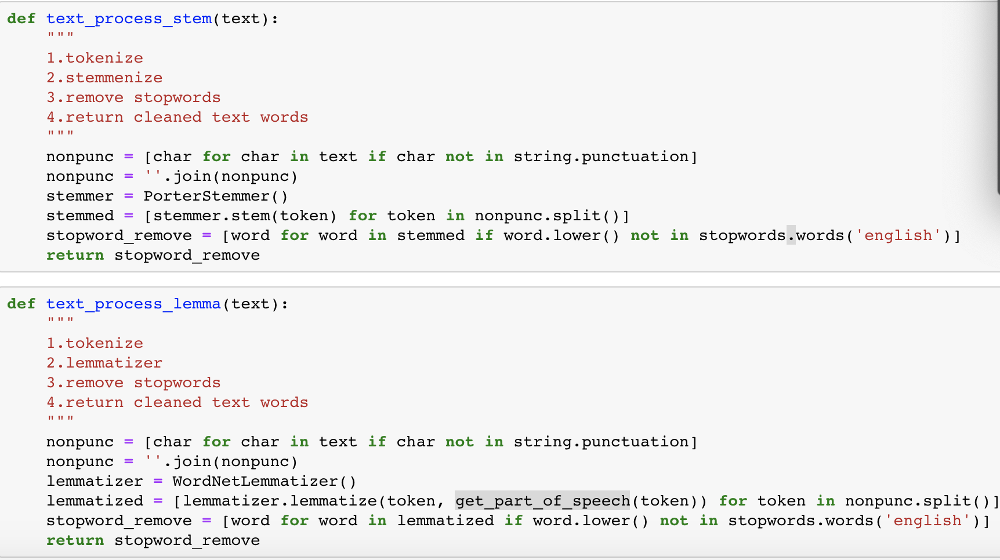 def text_process_stem(text):
    """
    1.tokenize
    2.stemmenize
    3.remove stopwords
    4.return cleaned text words
    """
    nonpunc = [char for char in text if char not in string.punctuation]
    nonpunc = ''.join(nonpunc)
    stemmer = PorterStemmer()
    stemmed = [stemmer.stem(token) for token in nonpunc.split()]
    stopword_remove = [word for word in stemmed if word.lower() not in stopwords.words('english')]
    return stopword_remove
def text_process_lemma(text):
    """
    1.tokenize
    2.lemmatizer
    3.remove stopwords
    4.return cleaned text words
    """
    nonpunc = [char for char in text if char not in string.punctuation]
    nonpunc = ''.join(nonpunc)
    lemmatizer = WordNetLemmatizer()
    lemmatized = [lemmatizer.lemmatize(token, get_part_of_speech(token)) for token in nonpunc.split()]
    stopword_remove = [word for word in lemmatized if word.lower() not in stopwords.words('english')]
    return stopword_remove